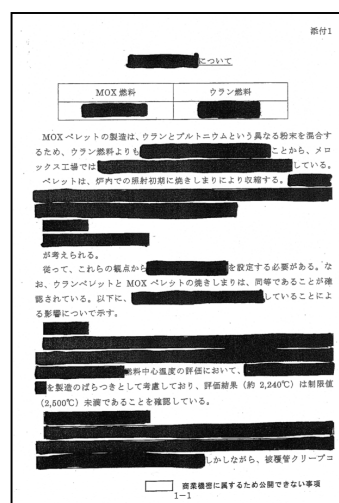 添付1
について
MOX 燃料 ウラン燃料
MOX ペレットの製造は、ウランとプルトニウムという異なる粉末を混合す
るため、ウラン燃料よりも ことから、メロ
ックス工場では している。
ペレットは、炉内での照射初期に焼きしまりにより収縮する。
が考えられる。
従って、これらの観点から を設定する必要がある。な
お、ウランペレットと MOX ペレットの焼きしまりは、同等であることが確
認されている。以下に、 していることによ
る影響について示す。
燃料中心温度の評価において、
を製造のばらつきとして考慮しており、評価結果（約 2,240℃）は制限値
（2,500℃）未満であることを確認している。
しかしながら、被覆管クリープコ
商業機密に属するため公開できない事項
1-1